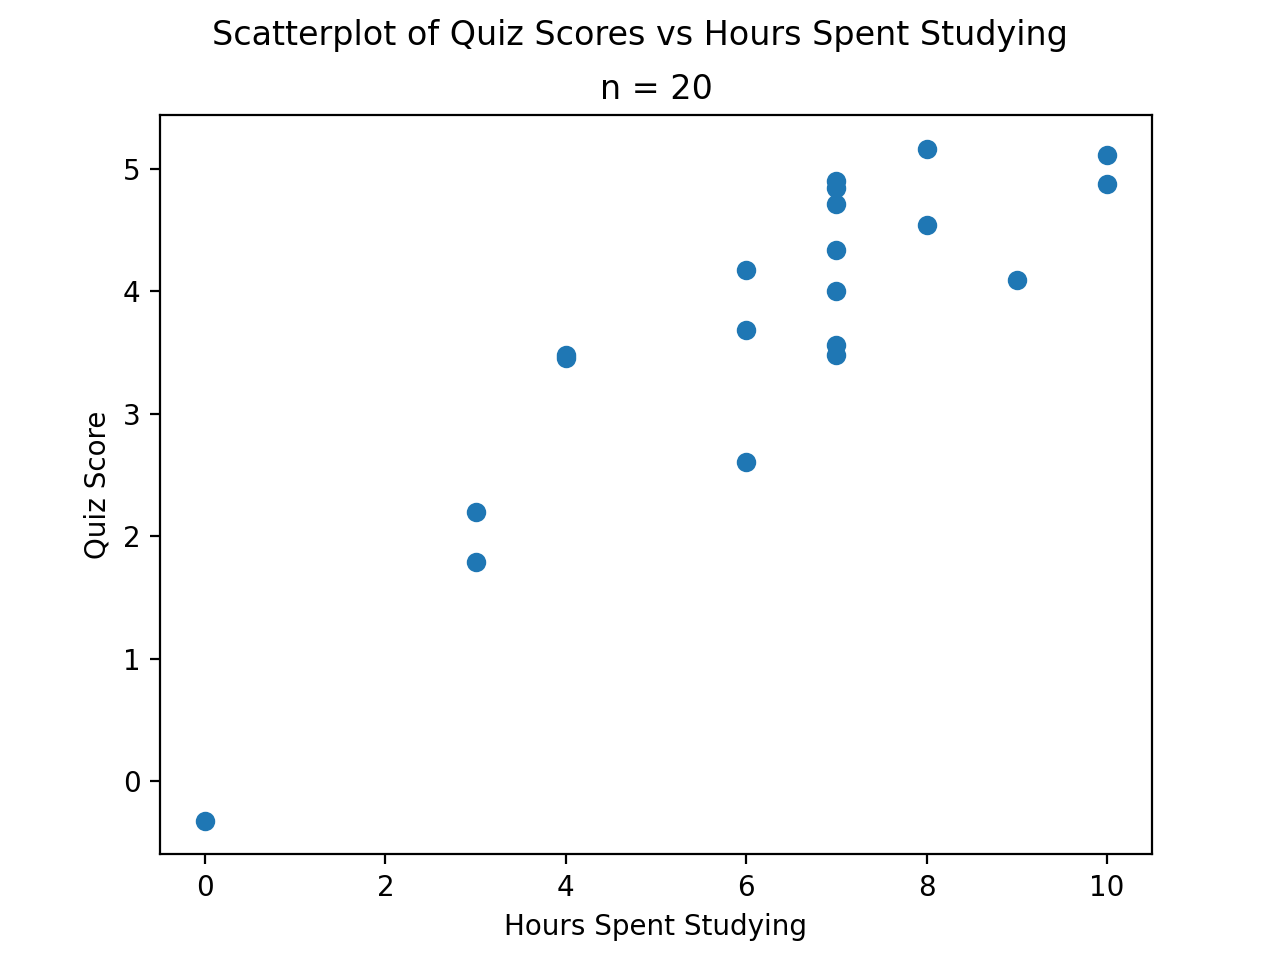 Scatterplot of Quiz Scores vs Hours Spent Studying
n = 20
5
4
3
2
1
0
Quiz Score
0 2 4 6 8 10
Hours Spent Studying